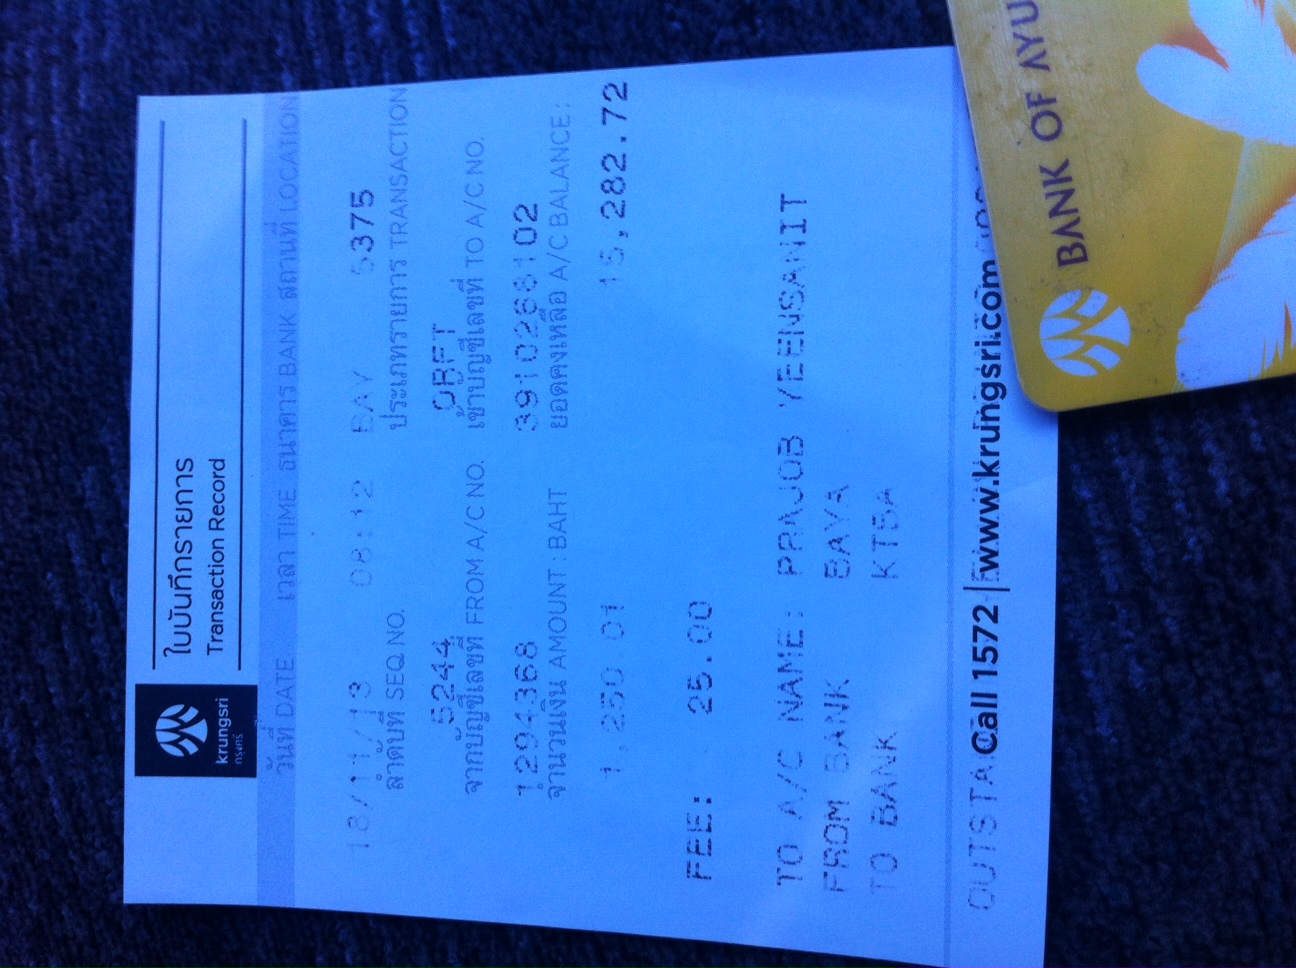 krungsri
กรุงศรี
ใบบันทึกรายการ
Transaction Record
วันที่ DATE เวลา TIME ธนาคาร BANK สถานที่ LOCATION
18/11/13 08:12 BAY 5375
ลำดับที่ SEQ NO. ประเภทรายการ TRANSACTION
5244 OBFT
จากบัญชีเลขที่ FROM A/C NO. เข้าบัญชีเลขที่ TO A/C NO.
1294368 3910268102
จำนวนเงิน AMOUNT : BAHT ยอดคงเหลือ A/C BALANCE :
1,250.01 15,282.72
FEE: 25.00
TO A/C NAME: PRAJOB YEENSANIT
FROM BANK BAYA
TO BANK KTBA
Call 1572 | www.krungsri.com
BANK OF AYU